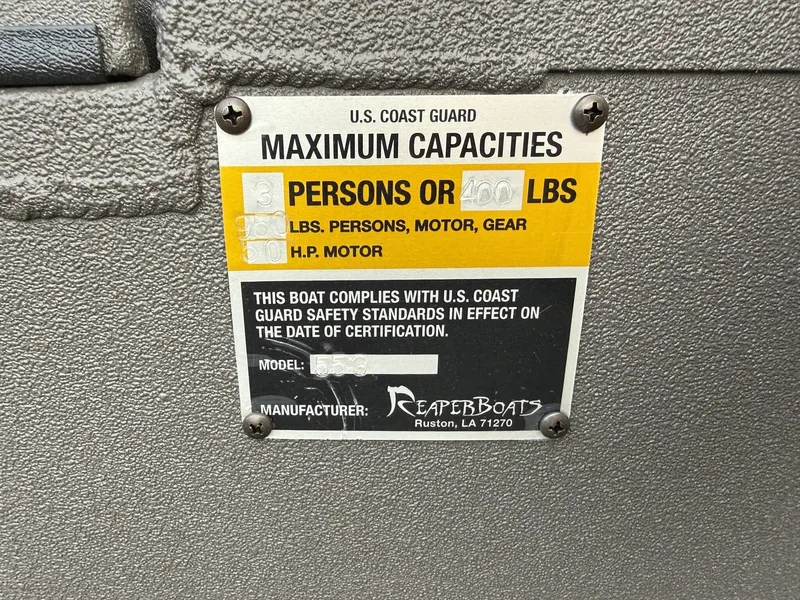 U.S. COAST GUARD
MAXIMUM CAPACITIES
3 PERSONS OR 400 LBS
LBS. PERSONS, MOTOR, GEAR
H.P. MOTOR
THIS BOAT COMPLIES WITH U.S. COAST
GUARD SAFETY STANDARDS IN EFFECT ON
THE DATE OF CERTIFICATION.
MODEL: 553
MANUFACTURER: REAPERBOATS
Ruston, LA 71270